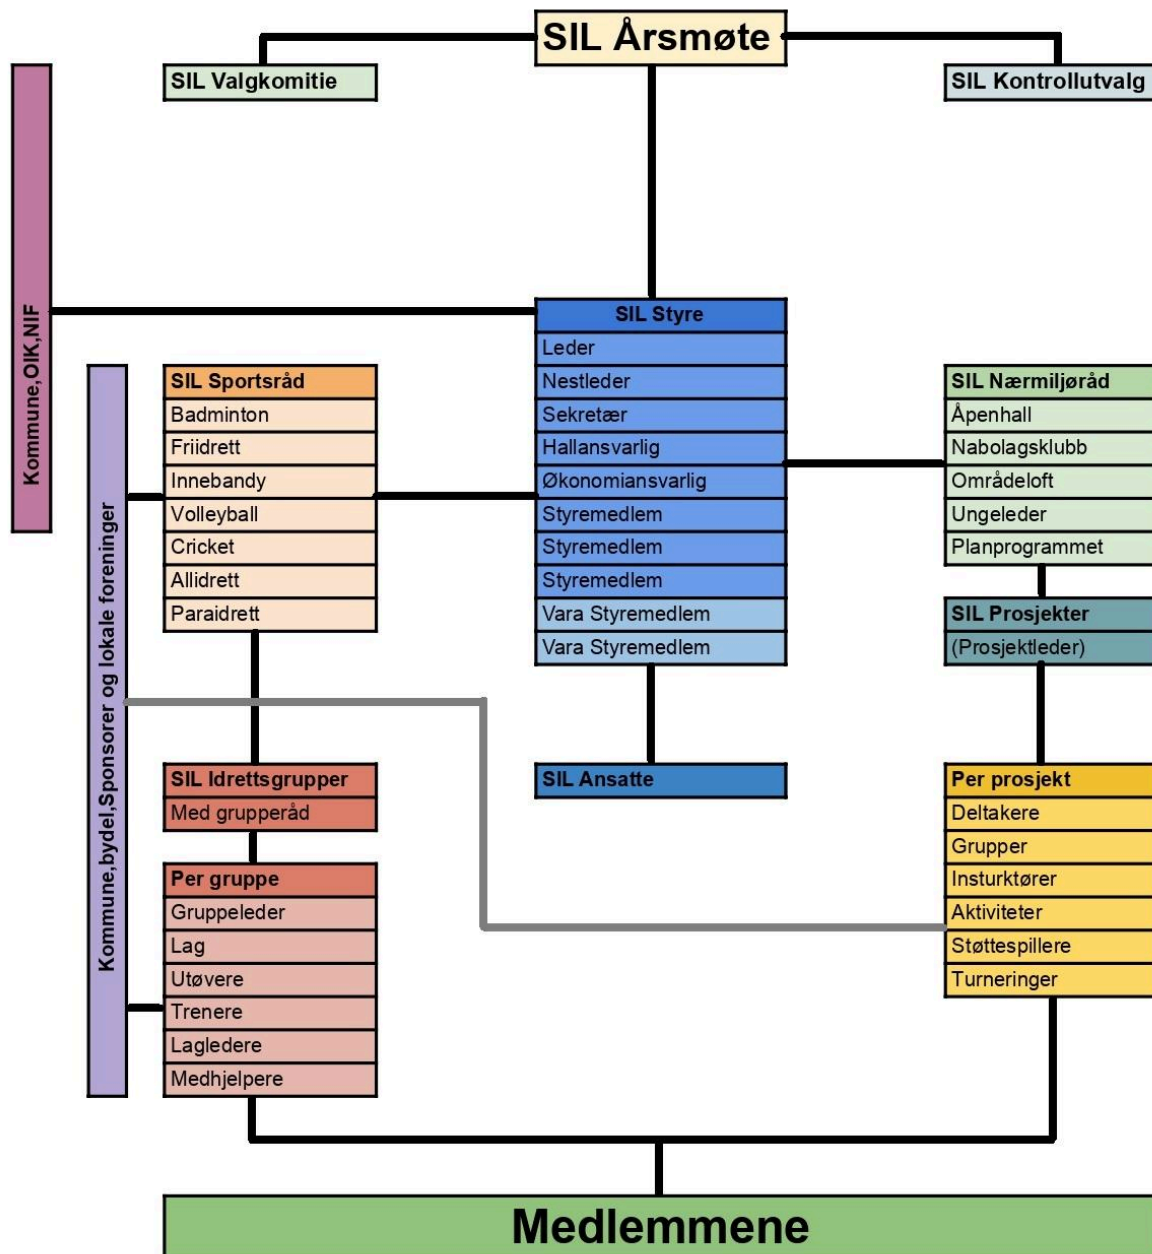 SIL Årsmøte
SIL Valgkomitie
SIL Kontrollutvalg
Kommune,OIK,NIF
Kommune,bydel,Sponsorer og lokale foreninger
SIL Styre
Leder
Nestleder
Sekretær
Hallansvarlig
Økonomiansvarlig
Styremedlem
Styremedlem
Styremedlem
Vara Styremedlem
Vara Styremedlem
SIL Sportsråd
Badminton
Friidrett
Innebandy
Volleyball
Cricket
Allidrett
Paraidrett
SIL Nærmiljøråd
Åpenhall
Nabolagsklubb
Områdeloft
Ungeleder
Planprogrammet
SIL Prosjekter
(Prosjektleder)
SIL Idrettsgrupper
Med grupperåd
SIL Ansatte
Per prosjekt
Deltakere
Grupper
Insturktører
Aktiviteter
Støttespillere
Turneringer
Per gruppe
Gruppeleder
Lag
Utøvere
Trenere
Lagledere
Medhjelpere
Medlemmene